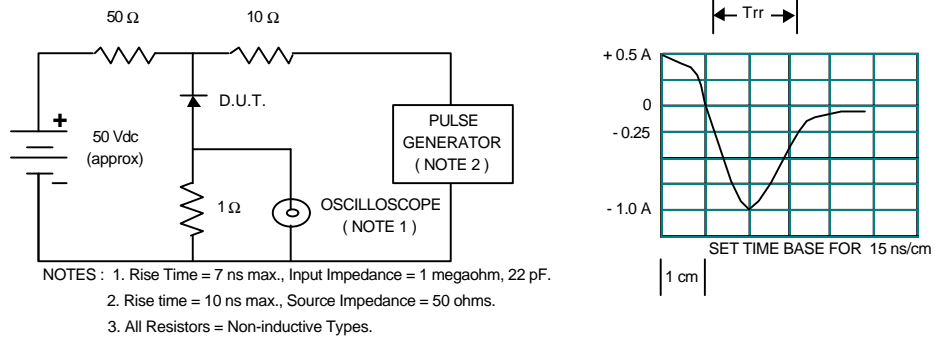 50 Ω
10 Ω
D.U.T.
+
50 Vdc
(approx)
−
1 Ω
OSCILLOSCOPE
( NOTE 1 )
PULSE
GENERATOR
( NOTE 2 )
NOTES : 1. Rise Time = 7 ns max., Input Impedance = 1 megaohm, 22 pF.
2. Rise time = 10 ns max., Source Impedance = 50 ohms.
3. All Resistors = Non-inductive Types.
Trr
+ 0.5 A
0
- 0.25
- 1.0 A
SET TIME BASE FOR 15 ns/cm
1 cm